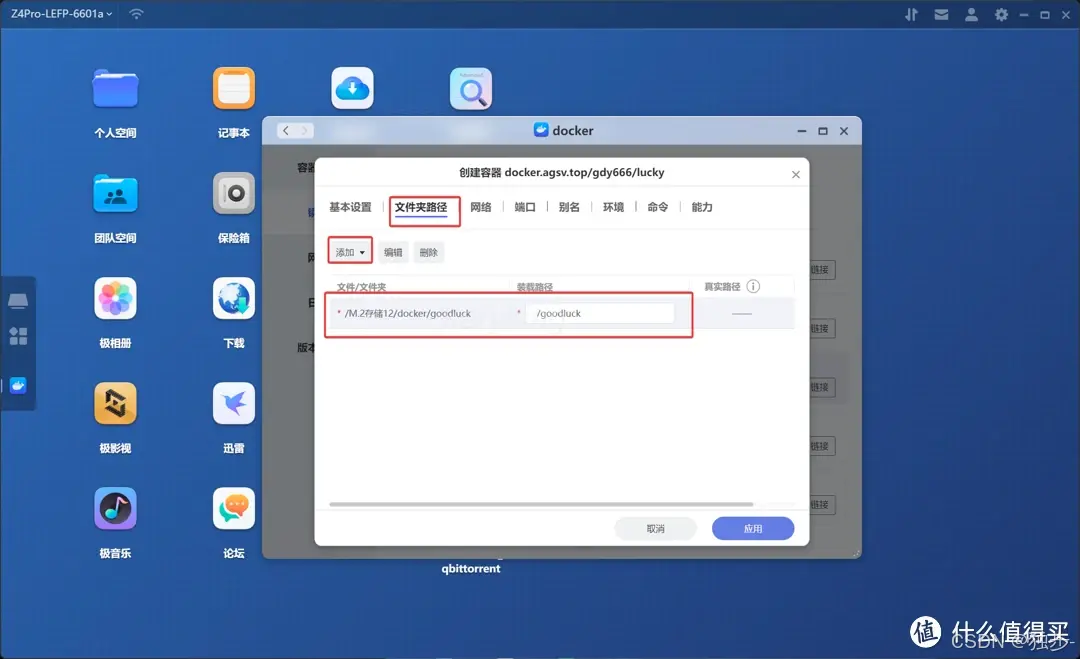 Z4Pro-LEFP-6601a
个人空间
记事本
团队空间
保险箱
极相册
下载
极影视
迅雷
极音乐
论坛
qbittorrent
docker
容器
版本
创建容器 docker.agsv.top/gdy666/lucky
基本设置 文件夹路径 网络 端口 别名 环境 命令 能力
添加 编辑 删除
文件/文件夹 装载路径 真实路径
* /M.2存储12/docker/goodluck * /goodluck ——
取消 应用
链接
链接
链接
链接
链接
值 什么值得买
CSDN @独步-